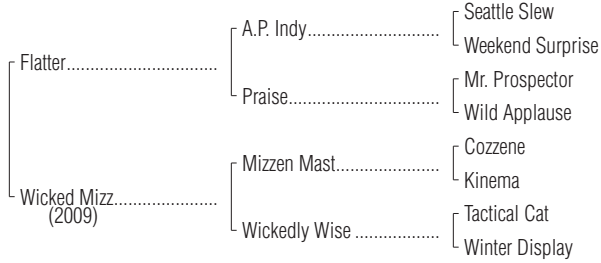 Seattle Slew
A.P. Indy........................................
Weekend Surprise
Flatter..............................................
Mr. Prospector
Praise..............................................
Wild Applause
Cozzene
Mizzen Mast................................
Kinema
Wicked Mizz................................
(2009)
Tactical Cat
Wickedly Wise ..........................
Winter Display